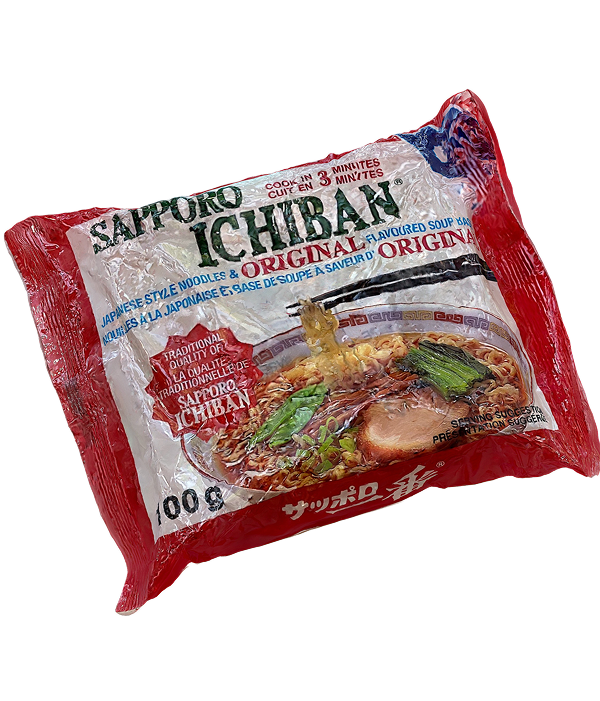 COOK IN 3 MINUTES
CUIT EN 3 MINUTES
SAPPORO
ICHIBAN®
JAPANESE STYLE NOODLES & ORIGINAL FLAVOURED SOUP
NOUILLES À LA JAPONAISE ET BASE DE SOUPE À SAVEUR D' ORIGINAL
TRADITIONAL
QUALITY OF
LA QUALITÉ
TRADITIONNELLE DE
SAPPORO
ICHIBAN
SERVING SUGGESTION
PRÉSENTATION SUGGÉRÉE
100 g
サッポロ一番®